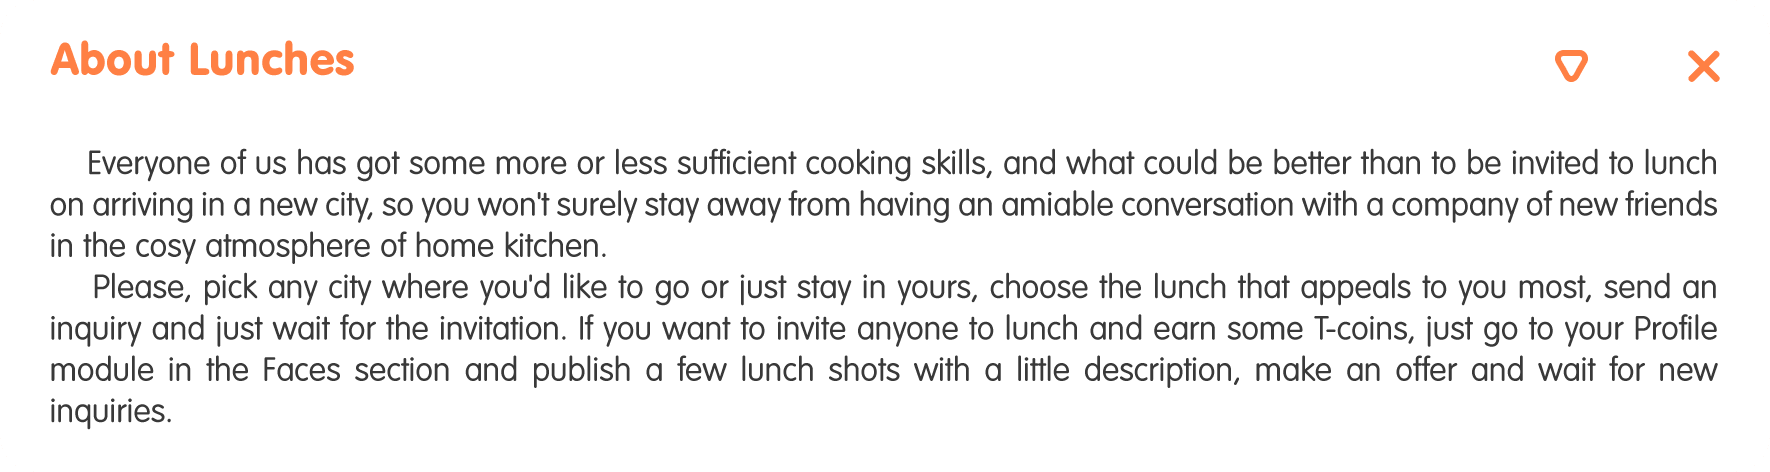 About Lunches
Everyone of us has got some more or less sufficient cooking skills, and what could be better than to be invited to lunch
on arriving in a new city, so you won't surely stay away from having an amiable conversation with a company of new friends
in the cosy atmosphere of home kitchen.
Please, pick any city where you'd like to go or just stay in yours, choose the lunch that appeals to you most, send an
inquiry and just wait for the invitation. If you want to invite anyone to lunch and earn some T-coins, just go to your Profile
module in the Faces section and publish a few lunch shots with a little description, make an offer and wait for new
inquiries.